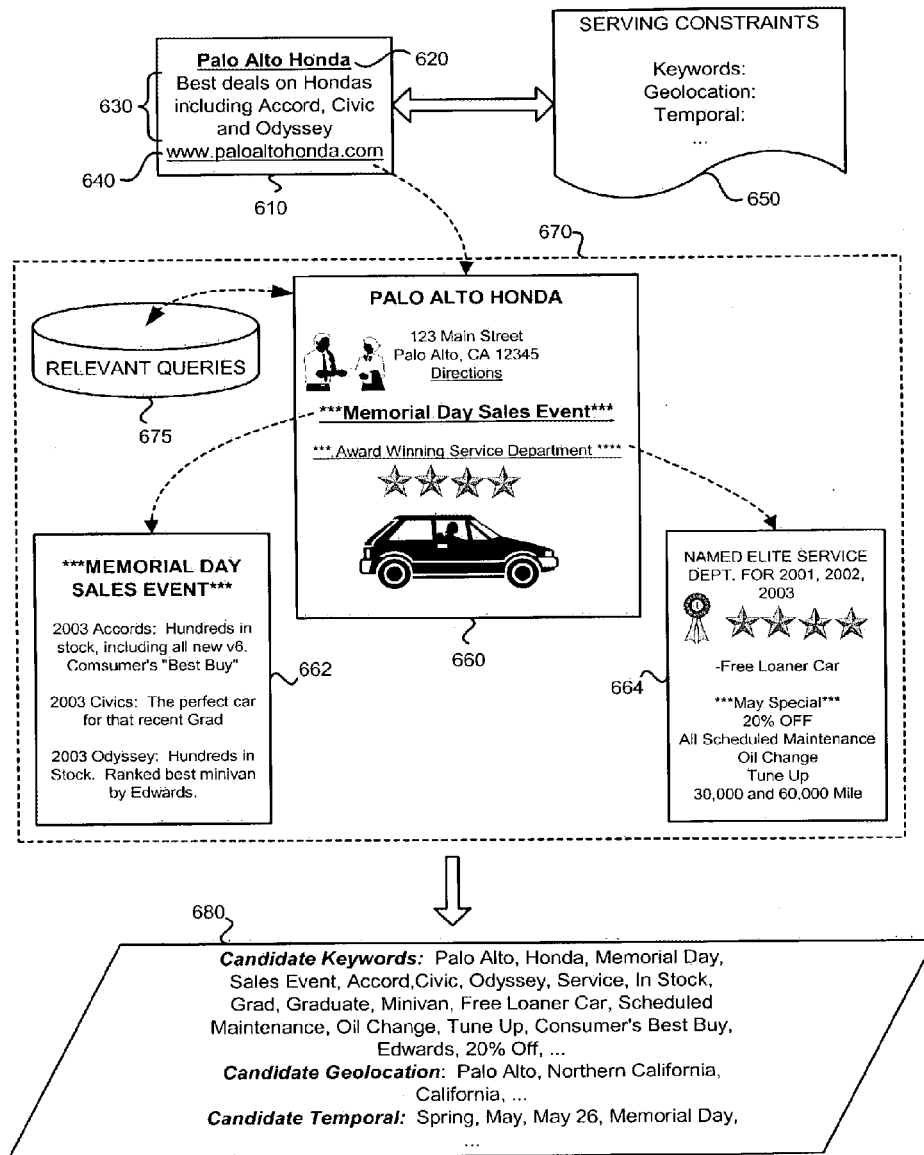 Palo Alto Honda
620
Best deals on Hondas
including Accord, Civic
and Odyssey
630
www.paloaltohonda.com
640
610
SERVING CONSTRAINTS
Keywords:
Geolocation:
Temporal:
...
650
670
RELEVANT QUERIES
675
PALO ALTO HONDA
123 Main Street
Palo Alto, CA 12345
Directions
***Memorial Day Sales Event***
*** Award Winning Service Department ****
660
***MEMORIAL DAY
SALES EVENT***
2003 Accords: Hundreds in
stock, including all new v6.
Comsumer's "Best Buy"
2003 Civics: The perfect car
for that recent Grad
2003 Odyssey: Hundreds in
Stock. Ranked best minivan
by Edwards.
662
NAMED ELITE SERVICE
DEPT. FOR 2001, 2002,
2003
-Free Loaner Car
***May Special***
20% OFF
All Scheduled Maintenance
Oil Change
Tune Up
30,000 and 60,000 Mile
664
680
Candidate Keywords: Palo Alto, Honda, Memorial Day,
Sales Event, Accord,Civic, Odyssey, Service, In Stock,
Grad, Graduate, Minivan, Free Loaner Car, Scheduled
Maintenance, Oil Change, Tune Up, Consumer's Best Buy,
Edwards, 20% Off, ...
Candidate Geolocation: Palo Alto, Northern California,
California, ...
Candidate Temporal: Spring, May, May 26, Memorial Day,
...